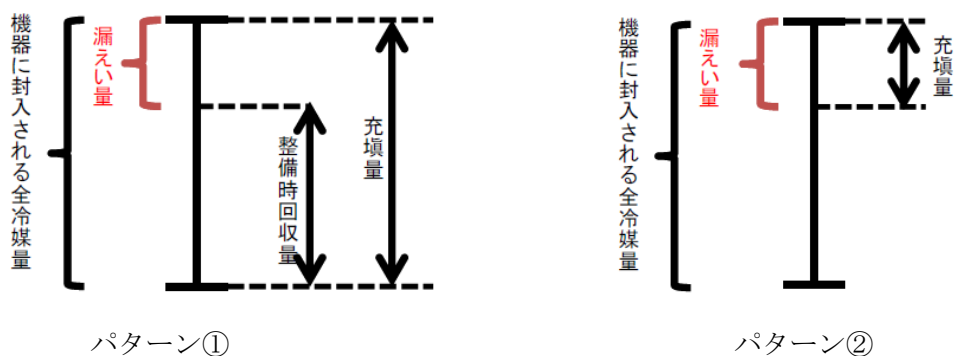 機器に封入される全冷媒量
漏えい量
整備時回収量
充塡量
パターン①
機器に封入される全冷媒量
漏えい量
充塡量
パターン②